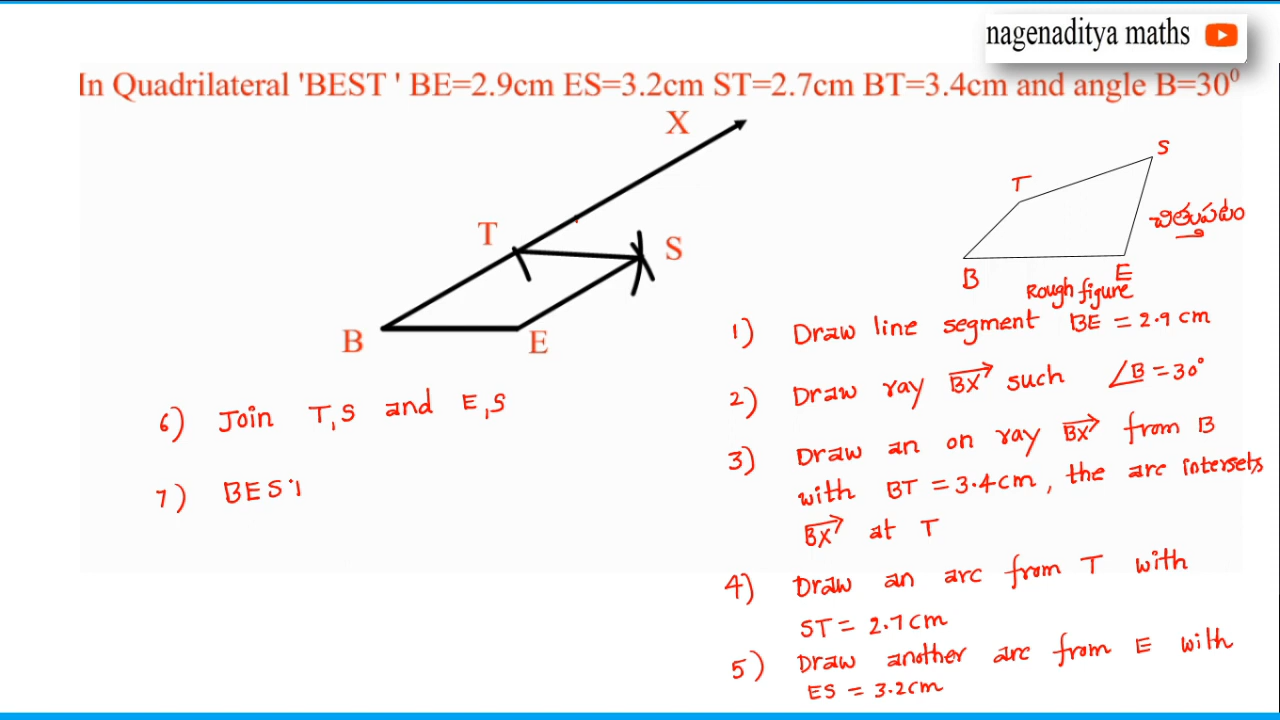 nagenaditya maths
In Quadrilateral 'BEST ' BE=2.9cm ES=3.2cm ST=2.7cm BT=3.4cm and angle B=30⁰
X
T
S
B
E
T
S
B
E
చిత్తుపటం
Rough figure
1) Draw line segment BE = 2.9 cm
2) Draw ray BX→ such ∠B = 30°
3) Draw an on ray BX→ from B
with BT = 3.4cm, the arc intersets
BX→ at T
4) Draw an arc from T with
ST = 2.7cm
5) Draw another arc from E with
ES = 3.2cm
6) Join T,S and E,S
7) BES